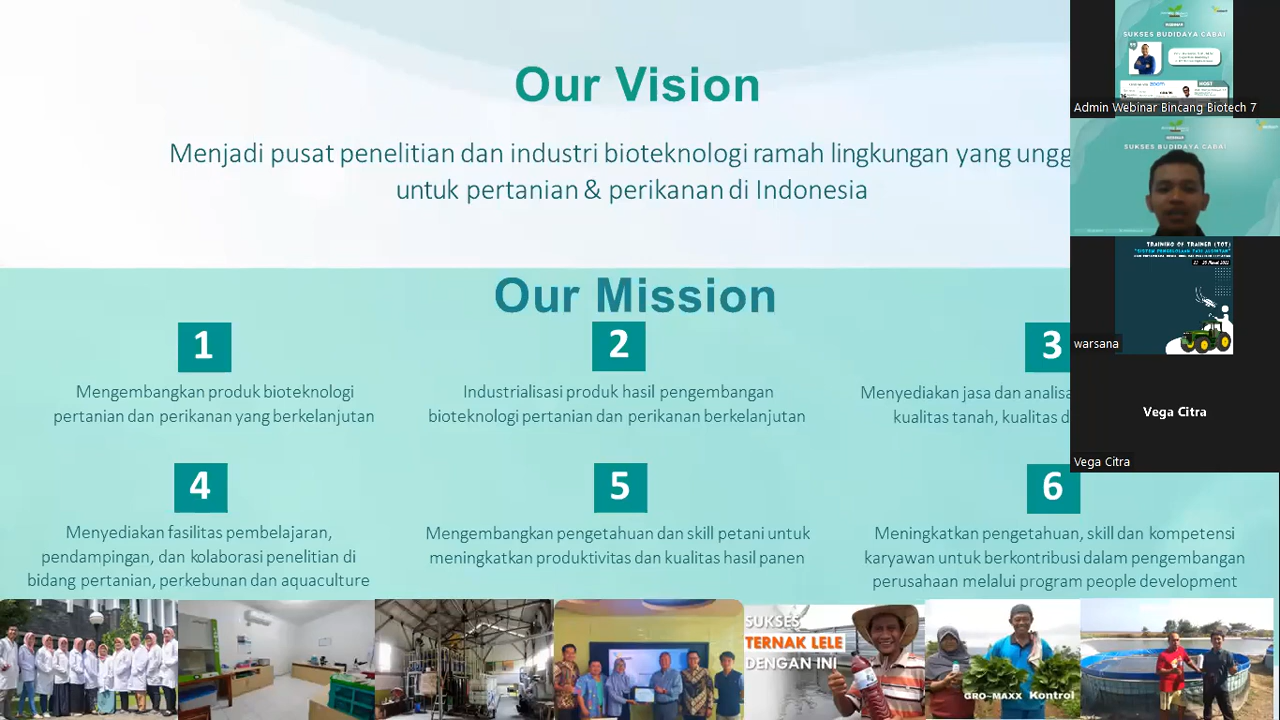 Our Vision
Menjadi pusat penelitian dan industri bioteknologi ramah lingkungan yang ungg
untuk pertanian & perikanan di Indonesia
Our Mission
1
Mengembangkan produk bioteknologi
pertanian dan perikanan yang berkelanjutan
2
Industrialisasi produk hasil pengembangan
bioteknologi pertanian dan perikanan berkelanjutan
3
Menyediakan jasa dan analisa
kualitas tanah, kualitas d
4
Menyediakan fasilitas pembelajaran,
pendampingan, dan kolaborasi penelitian di
bidang pertanian, perkebunan dan aquaculture
5
Mengembangkan pengetahuan dan skill petani untuk
meningkatkan produktivitas dan kualitas hasil panen
6
Meningkatkan pengetahuan, skill dan kompetensi
karyawan untuk berkontribusi dalam pengembangan
perusahaan melalui program people development
SUKSES
TERNAK LELE
DENGAN INI
GRO-MAXX Kontrol
WEBINAR
SUKSES BUDIDAYA CABAI
HOST
Admin Webinar Bincang Biotech 7
WEBINAR
SUKSES BUDIDAYA CABAI
TRAINING OF TRAINER (TOT)
warsana
Vega Citra
Vega Citra